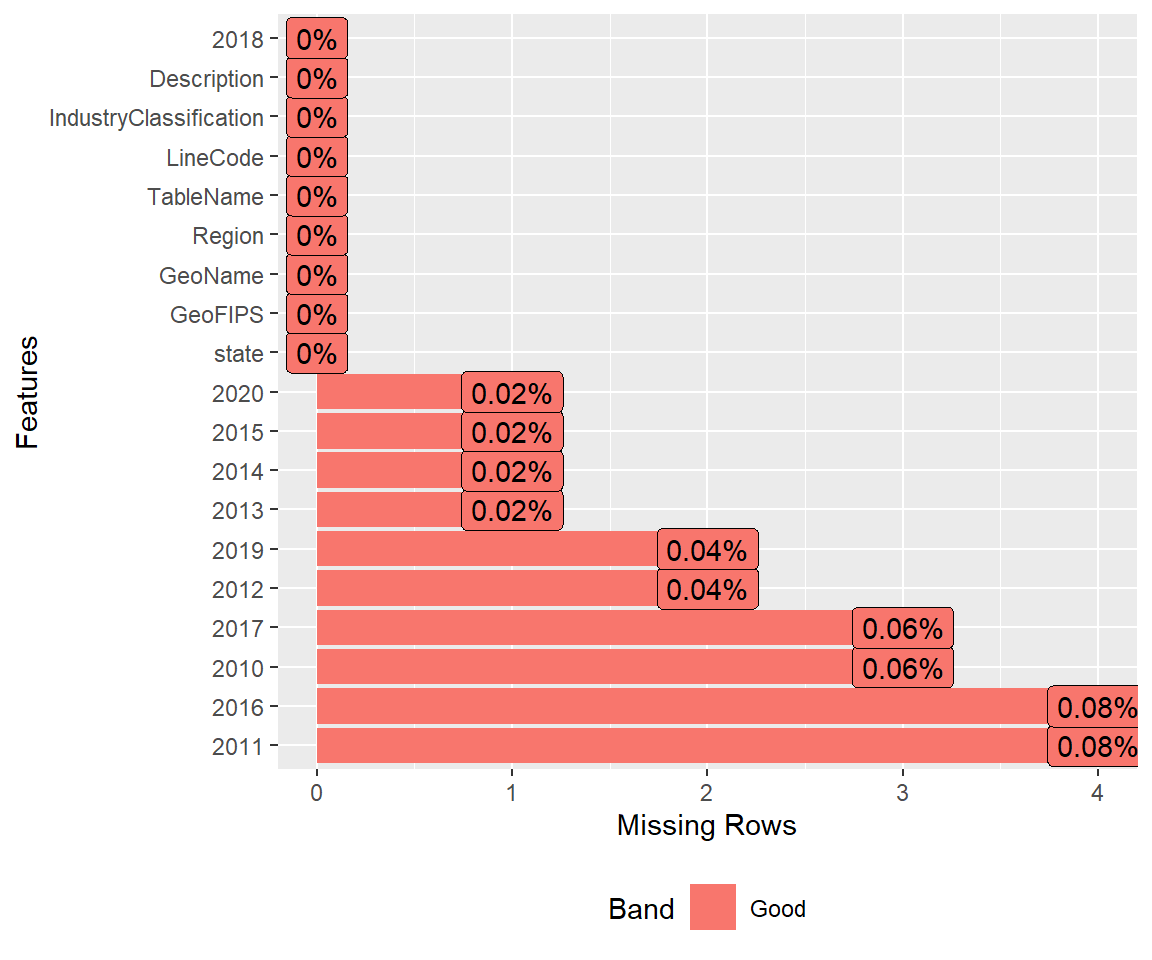 2018 0%
Description 0%
IndustryClassification 0%
LineCode 0%
TableName 0%
Region 0%
GeoName 0%
GeoFIPS 0%
state 0%
2020 0.02%
2015 0.02%
2014 0.02%
2013 0.02%
2019 0.04%
2012 0.04%
2017 0.06%
2010 0.06%
2016 0.08%
2011 0.08%
Features
0 1 2 3 4
Missing Rows
Band Good